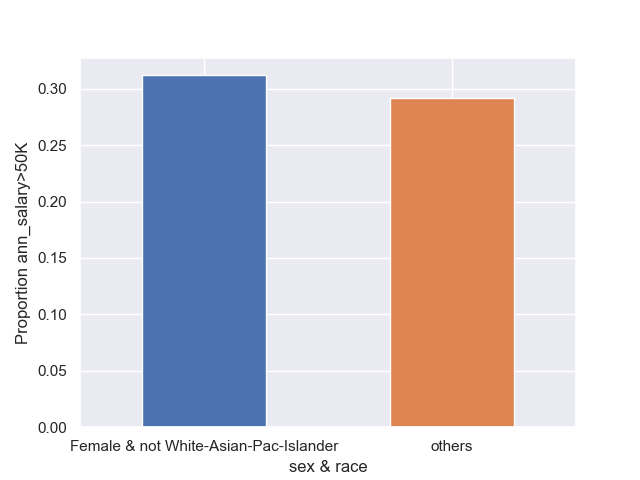 0.30
0.25
0.20
0.15
0.10
0.05
0.00
Proportion ann_salary>50K
Female & not White-Asian-Pac-Islander
others
sex & race